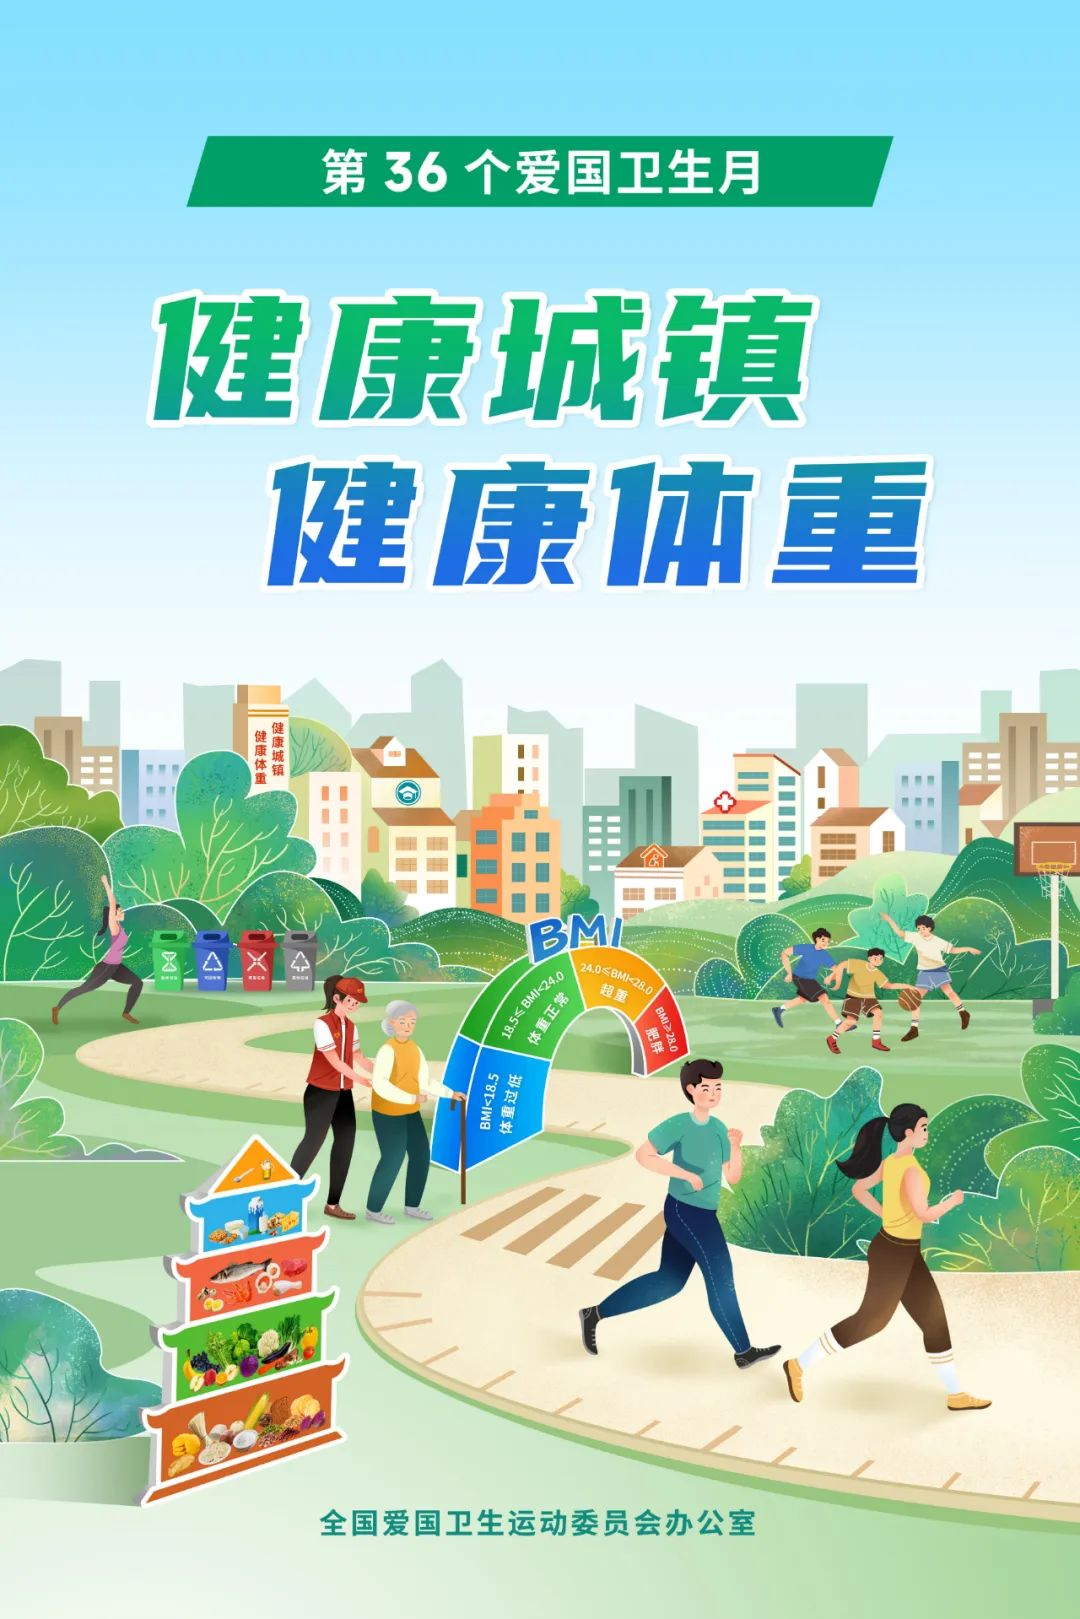 第 36 个爱国卫生月
健康城镇
健康体重
健康城镇
健康体重
BMI
BMI<18.5
体重过低
18.5≤ BMI<24.0
体重正常
24.0≤BMI<28.0
超重
BMI≥28.0
肥胖
全国爱国卫生运动委员会办公室